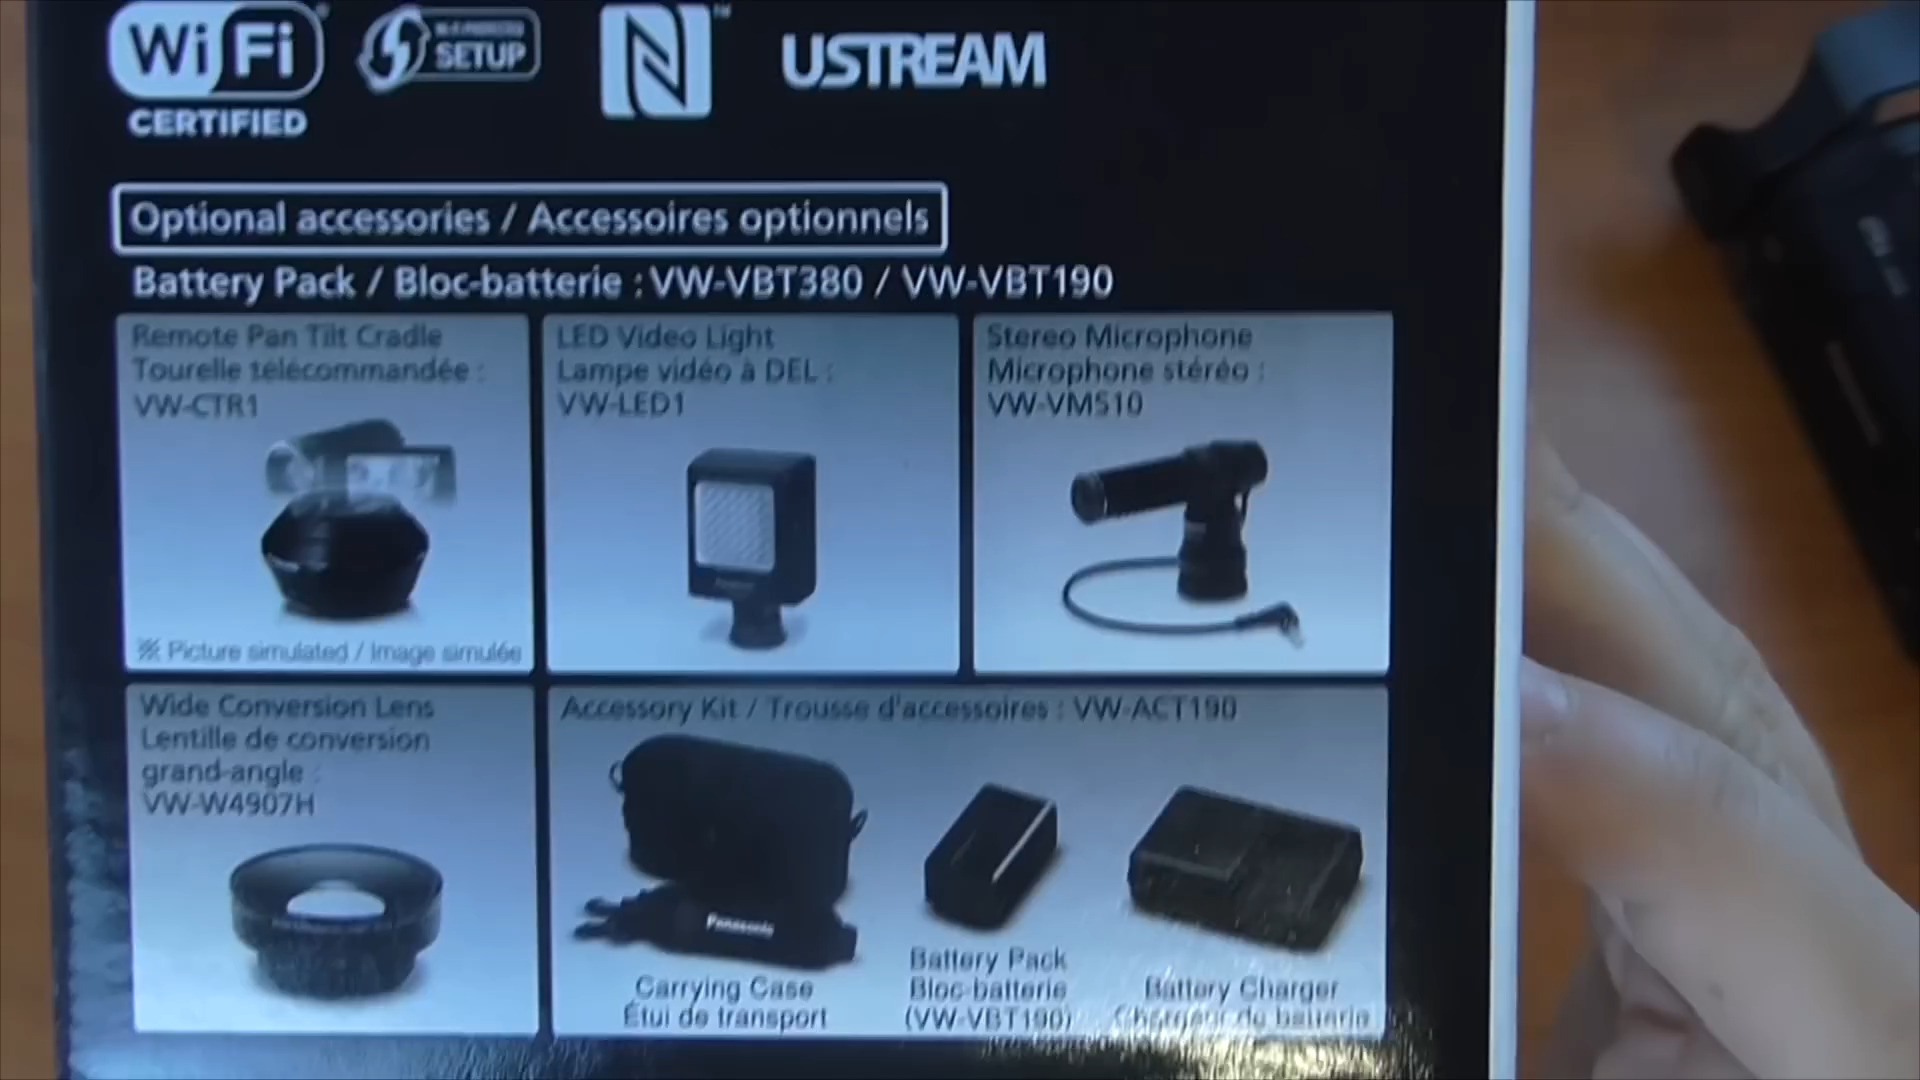 WiFi
CERTIFIED
SETUP
USTREAM
Optional accessories / Accessoires optionnels
Battery Pack / Bloc-batterie : VW-VBT380 / VW-VBT190
Remote Pan Tilt Cradle
Tourelle télécommandée :
VW-CTR1
※ Picture simulated / Image simulée
LED Video Light
Lampe vidéo à DEL :
VW-LED1
Stereo Microphone
Microphone stéréo :
VW-VMS10
Wide Conversion Lens
Lentille de conversion
grand-angle :
VW-W4907H
Accessory Kit / Trousse d'accessoires : VW-ACT190
Panasonic
Carrying Case
Étui de transport
Battery Pack
Bloc-batterie
(VW-VBT190)
Battery Charger
Chargeur de batterie